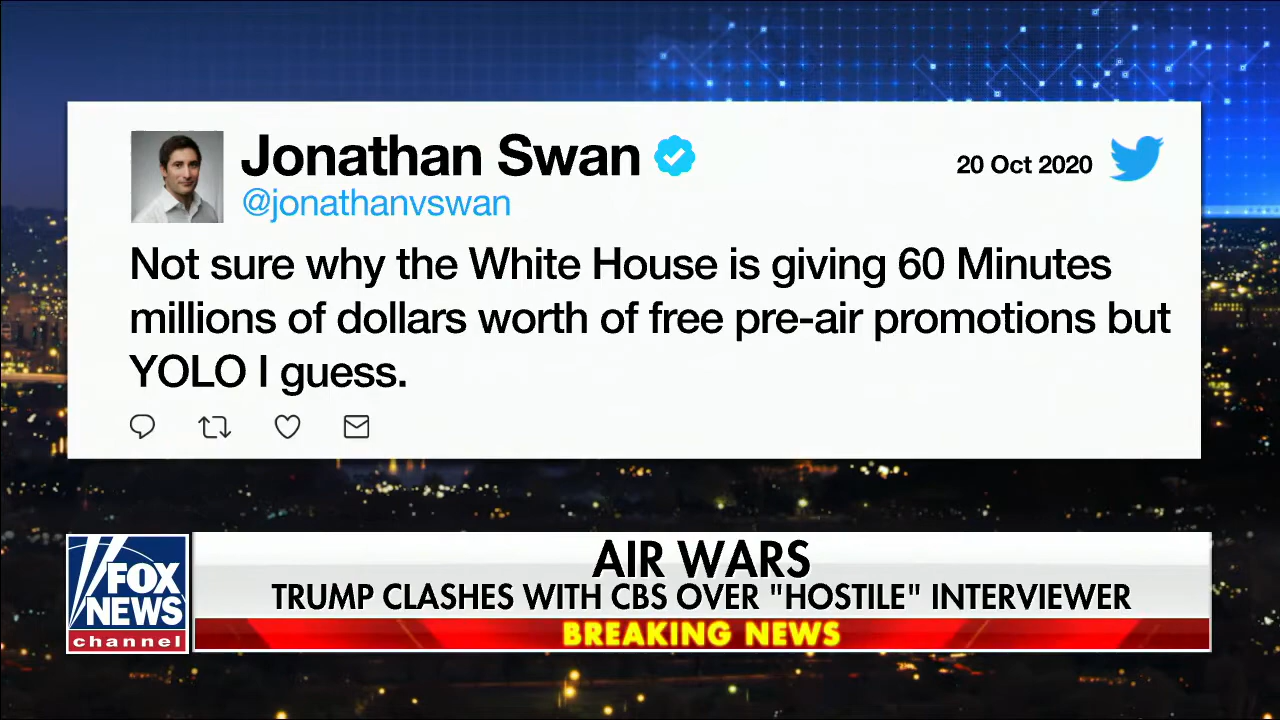 Jonathan Swan
20 Oct 2020
@jonathanvswan
Not sure why the White House is giving 60 Minutes
millions of dollars worth of free pre-air promotions but
YOLO I guess.
AIR WARS
TRUMP CLASHES WITH CBS OVER "HOSTILE" INTERVIEWER
BREAKING NEWS
FOX
NEWS
channel